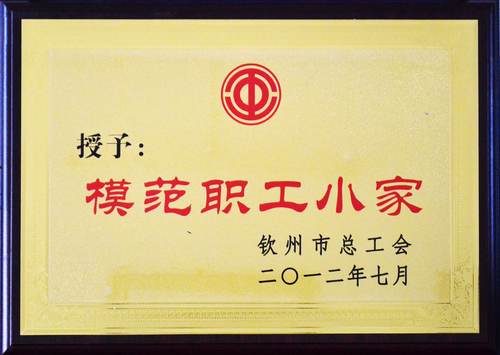 授予：
模范职工小家
钦州市总工会
二〇一二年七月